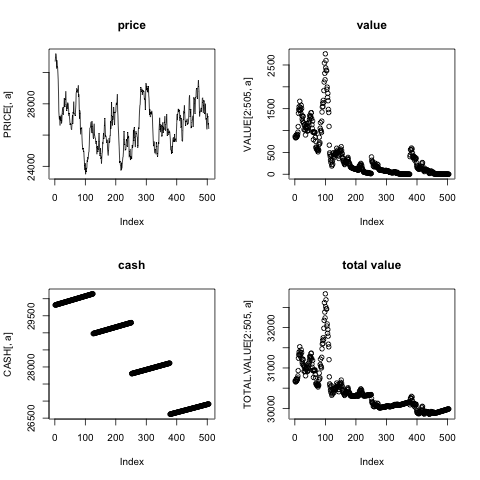 price
value
PRICE[, a]
24000
28000
0 100 200 300 400 500
Index
VALUE[2:505, a]
0
500
1500
2500
0 100 200 300 400 500
Index
cash
total value
CASH[, a]
26500
28000
29500
0 100 200 300 400 500
Index
TOTAL.VALUE[2:505, a]
30000
31000
32000
0 100 200 300 400 500
Index